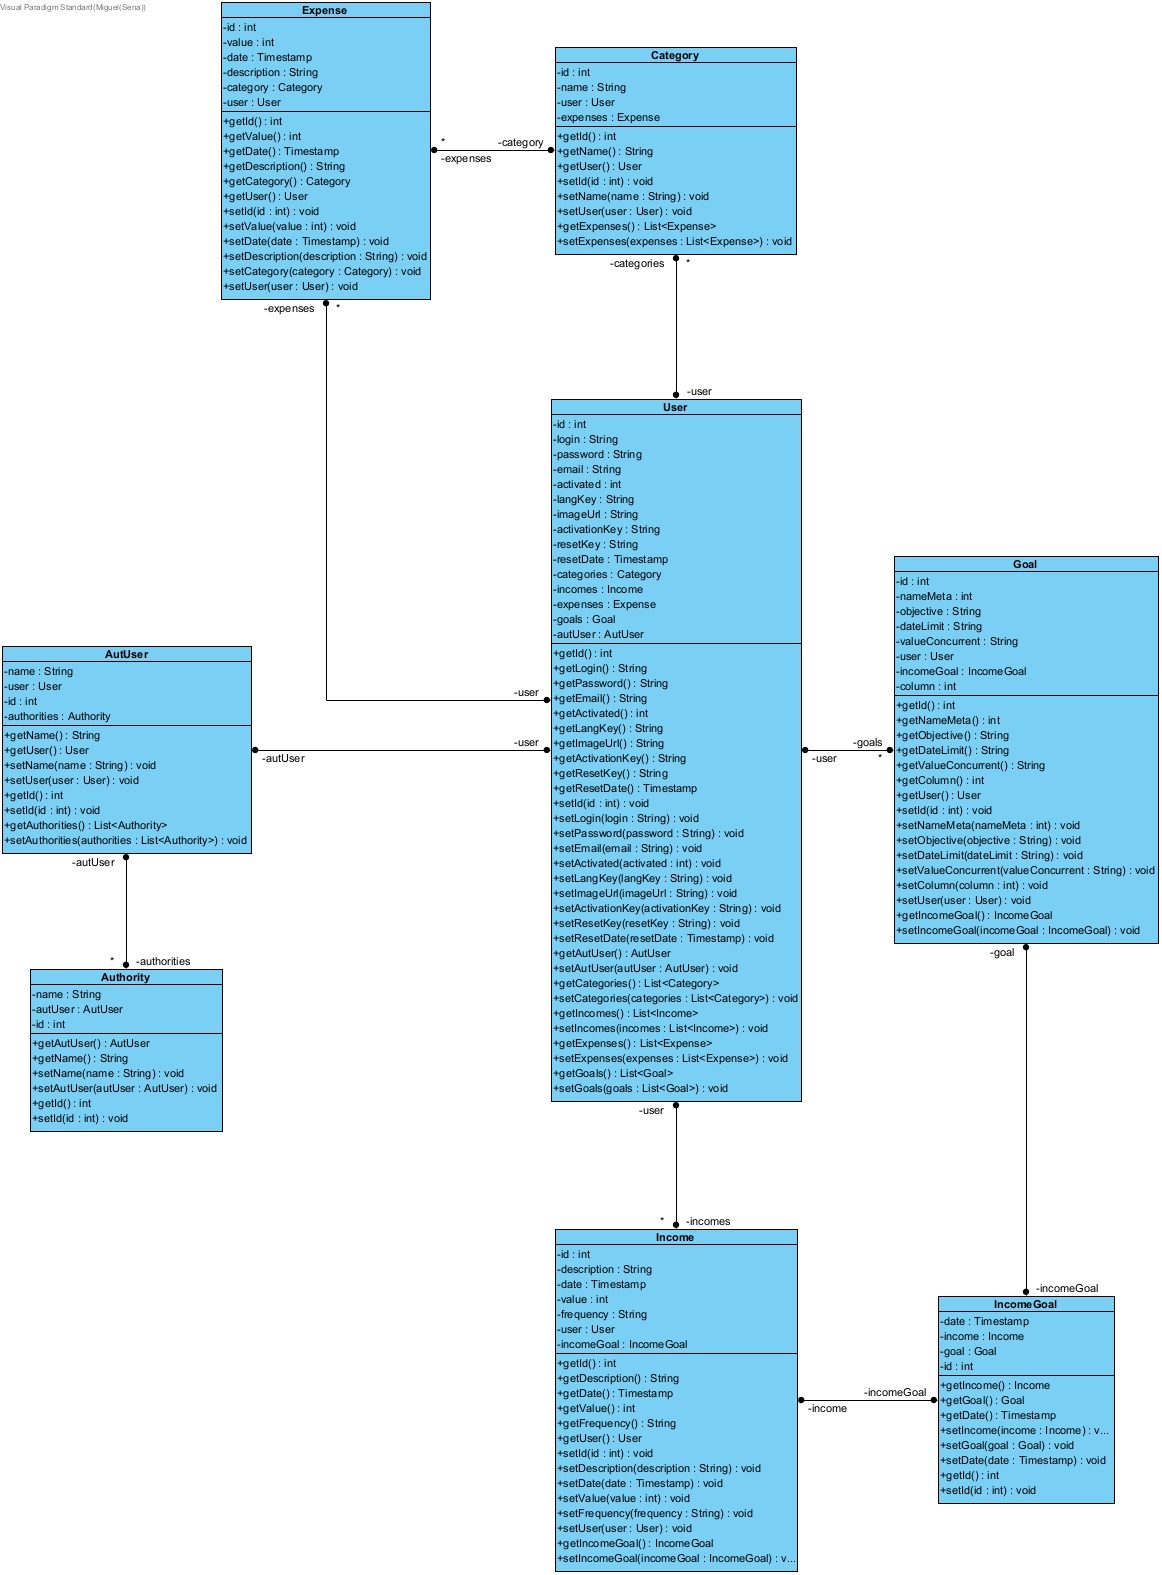 Visual Paradigm Standard(Miguel(Sena))
Expense
-id : int
-value : int
-date : Timestamp
-description : String
-category : Category
-user : User
+getId() : int
+getValue() : int
+getDate() : Timestamp
+getDescription() : String
+getCategory() : Category
+getUser() : User
+setId(id : int) : void
+setValue(value : int) : void
+setDate(date : Timestamp) : void
+setDescription(description : String) : void
+setCategory(category : Category) : void
+setUser(user : User) : void
Category
-id : int
-name : String
-user : User
-expenses : Expense
+getId() : int
+getName() : String
+getUser() : User
+setId(id : int) : void
+setName(name : String) : void
+setUser(user : User) : void
+getExpenses() : List<Expense>
+setExpenses(expenses : List<Expense>) : void
*
-category
-expenses
-categories
*
-expenses
*
-user
User
-id : int
-login : String
-password : String
-email : String
-activated : int
-langKey : String
-imageUrl : String
-activationKey : String
-resetKey : String
-resetDate : Timestamp
-categories : Category
-incomes : Income
-expenses : Expense
-goals : Goal
-autUser : AutUser
+getId() : int
+getLogin() : String
+getPassword() : String
+getEmail() : String
+getActivated() : int
+getLangKey() : String
+getImageUrl() : String
+getActivationKey() : String
+getResetKey() : String
+getResetDate() : Timestamp
+setId(id : int) : void
+setLogin(login : String) : void
+setPassword(password : String) : void
+setEmail(email : String) : void
+setActivated(activated : int) : void
+setLangKey(langKey : String) : void
+setImageUrl(imageUrl : String) : void
+setActivationKey(activationKey : String) : void
+setResetKey(resetKey : String) : void
+setResetDate(resetDate : Timestamp) : void
+getAutUser() : AutUser
+setAutUser(autUser : AutUser) : void
+getCategories() : List<Category>
+setCategories(categories : List<Category>) : void
+getIncomes() : List<Income>
+setIncomes(incomes : List<Income>) : void
+getExpenses() : List<Expense>
+setExpenses(expenses : List<Expense>) : void
+getGoals() : List<Goal>
+setGoals(goals : List<Goal>) : void
Goal
-id : int
-nameMeta : int
-objective : String
-dateLimit : String
-valueConcurrent : String
-user : User
-incomeGoal : IncomeGoal
-column : int
+getId() : int
+getNameMeta() : int
+getObjective() : String
+getDateLimit() : String
+getValueConcurrent() : String
+getColumn() : int
+getUser() : User
+setId(id : int) : void
+setNameMeta(nameMeta : int) : void
+setObjective(objective : String) : void
+setDateLimit(dateLimit : String) : void
+setValueConcurrent(valueConcurrent : String) : void
+setColumn(column : int) : void
+setUser(user : User) : void
+getIncomeGoal() : IncomeGoal
+setIncomeGoal(incomeGoal : IncomeGoal) : void
AutUser
-name : String
-user : User
-id : int
-authorities : Authority
+getName() : String
+getUser() : User
+setName(name : String) : void
+setUser(user : User) : void
+getId() : int
+setId(id : int) : void
+getAuthorities() : List<Authority>
+setAuthorities(authorities : List<Authority>) : void
-user
-user
-autUser
-goals
-user
*
-autUser
*
-authorities
Authority
-name : String
-autUser : AutUser
-id : int
+getAutUser() : AutUser
+getName() : String
+setName(name : String) : void
+setAutUser(autUser : AutUser) : void
+getId() : int
+setId(id : int) : void
-goal
-user
*
-incomes
-incomeGoal
Income
-id : int
-description : String
-date : Timestamp
-value : int
-frequency : String
-user : User
-incomeGoal : IncomeGoal
+getId() : int
+getDescription() : String
+getDate() : Timestamp
+getValue() : int
+getFrequency() : String
+getUser() : User
+setId(id : int) : void
+setDescription(description : String) : void
+setDate(date : Timestamp) : void
+setValue(value : int) : void
+setFrequency(frequency : String) : void
+setUser(user : User) : void
+getIncomeGoal() : IncomeGoal
+setIncomeGoal(incomeGoal : IncomeGoal) : v...
-incomeGoal
-income
IncomeGoal
-date : Timestamp
-income : Income
-goal : Goal
-id : int
+getIncome() : Income
+getGoal() : Goal
+getDate() : Timestamp
+setIncome(income : Income) : v...
+setGoal(goal : Goal) : void
+setDate(date : Timestamp) : void
+getId() : int
+setId(id : int) : void